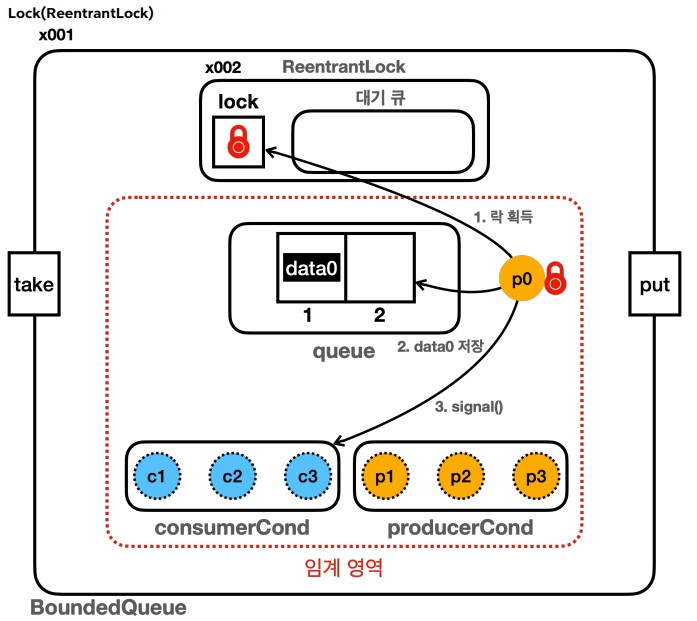 Lock(ReentrantLock)
x001
x002
ReentrantLock
lock
대기 큐
1. 락 획득
take
data0
p0
put
1
2
queue
2. data0 저장
3. signal()
c1
c2
c3
p1
p2
p3
consumerCond
producerCond
임계 영역
BoundedQueue